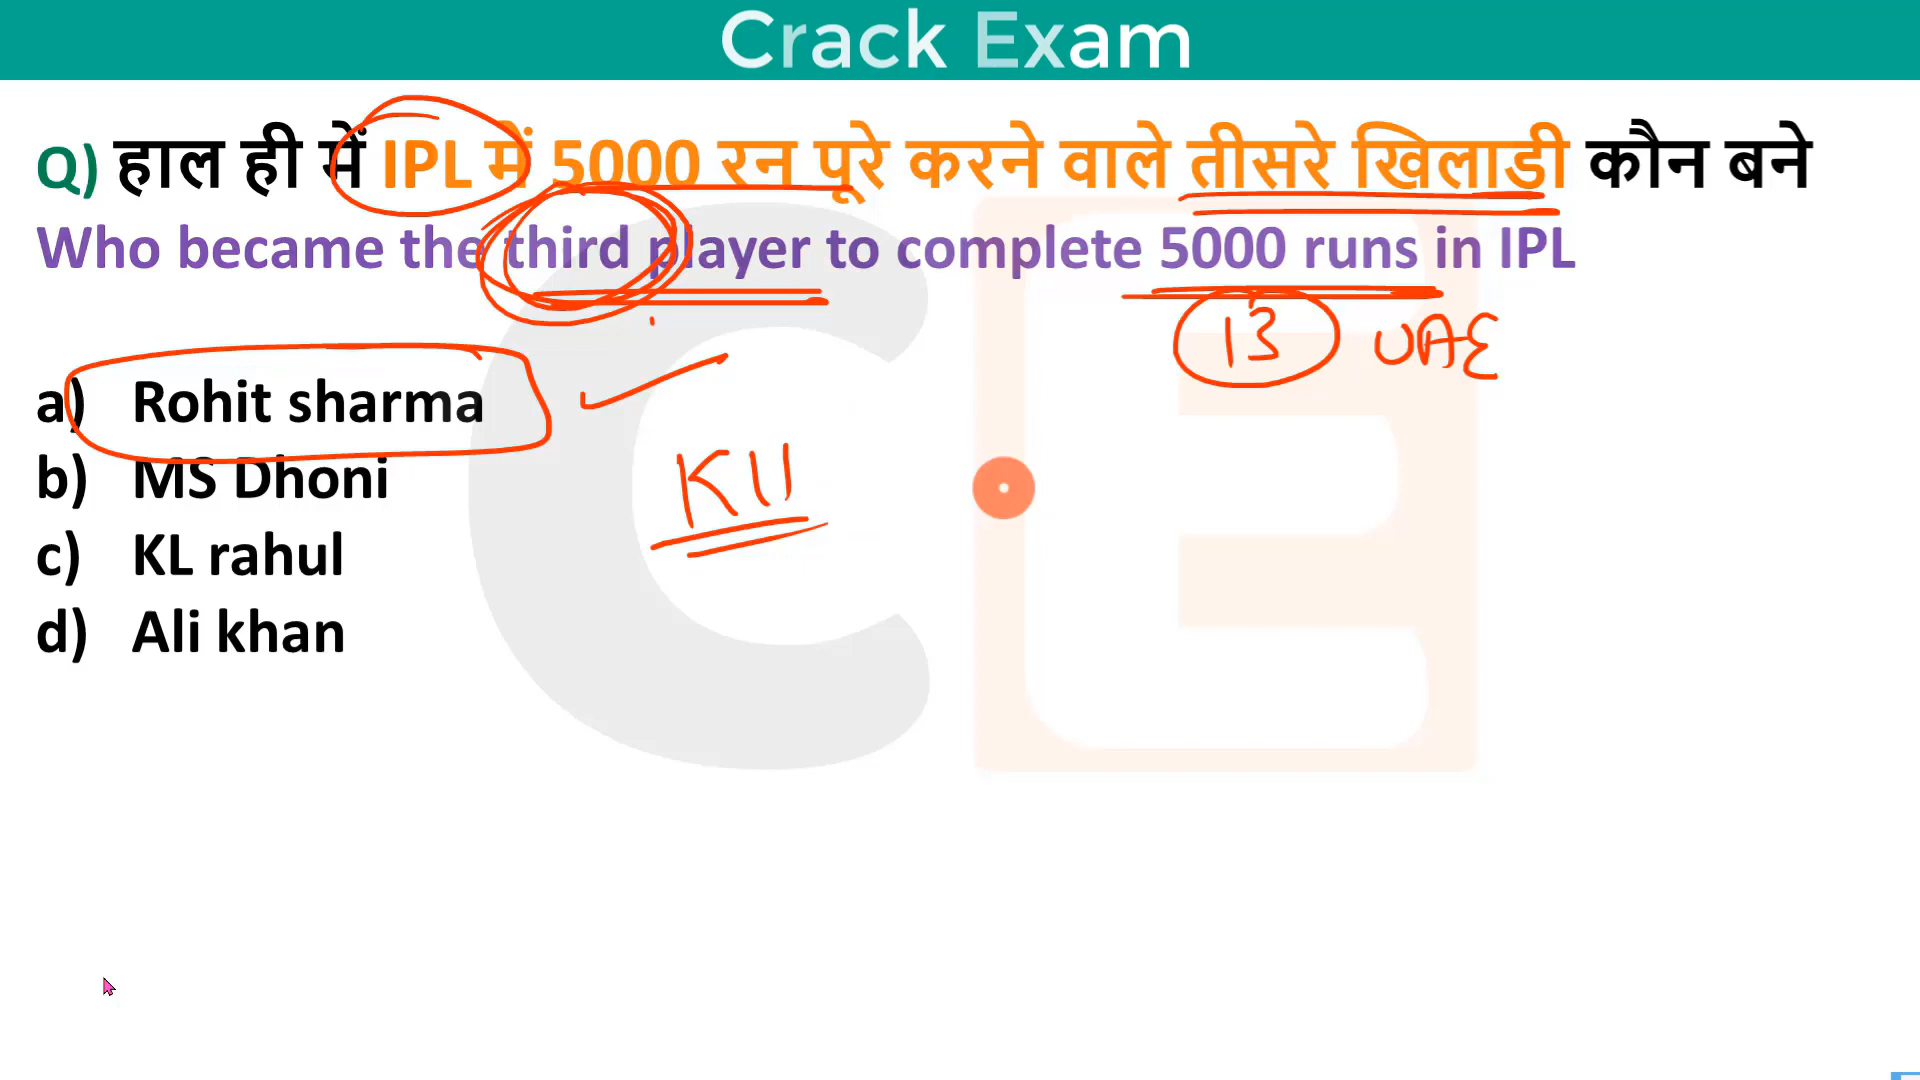 Crack Exam
Q) हाल ही में IPL में 5000 रन पूरे करने वाले तीसरे खिलाडी कौन बने
Who became the third player to complete 5000 runs in IPL
13 UAE
a) Rohit sharma
b) MS Dhoni
c) KL rahul
d) Ali khan